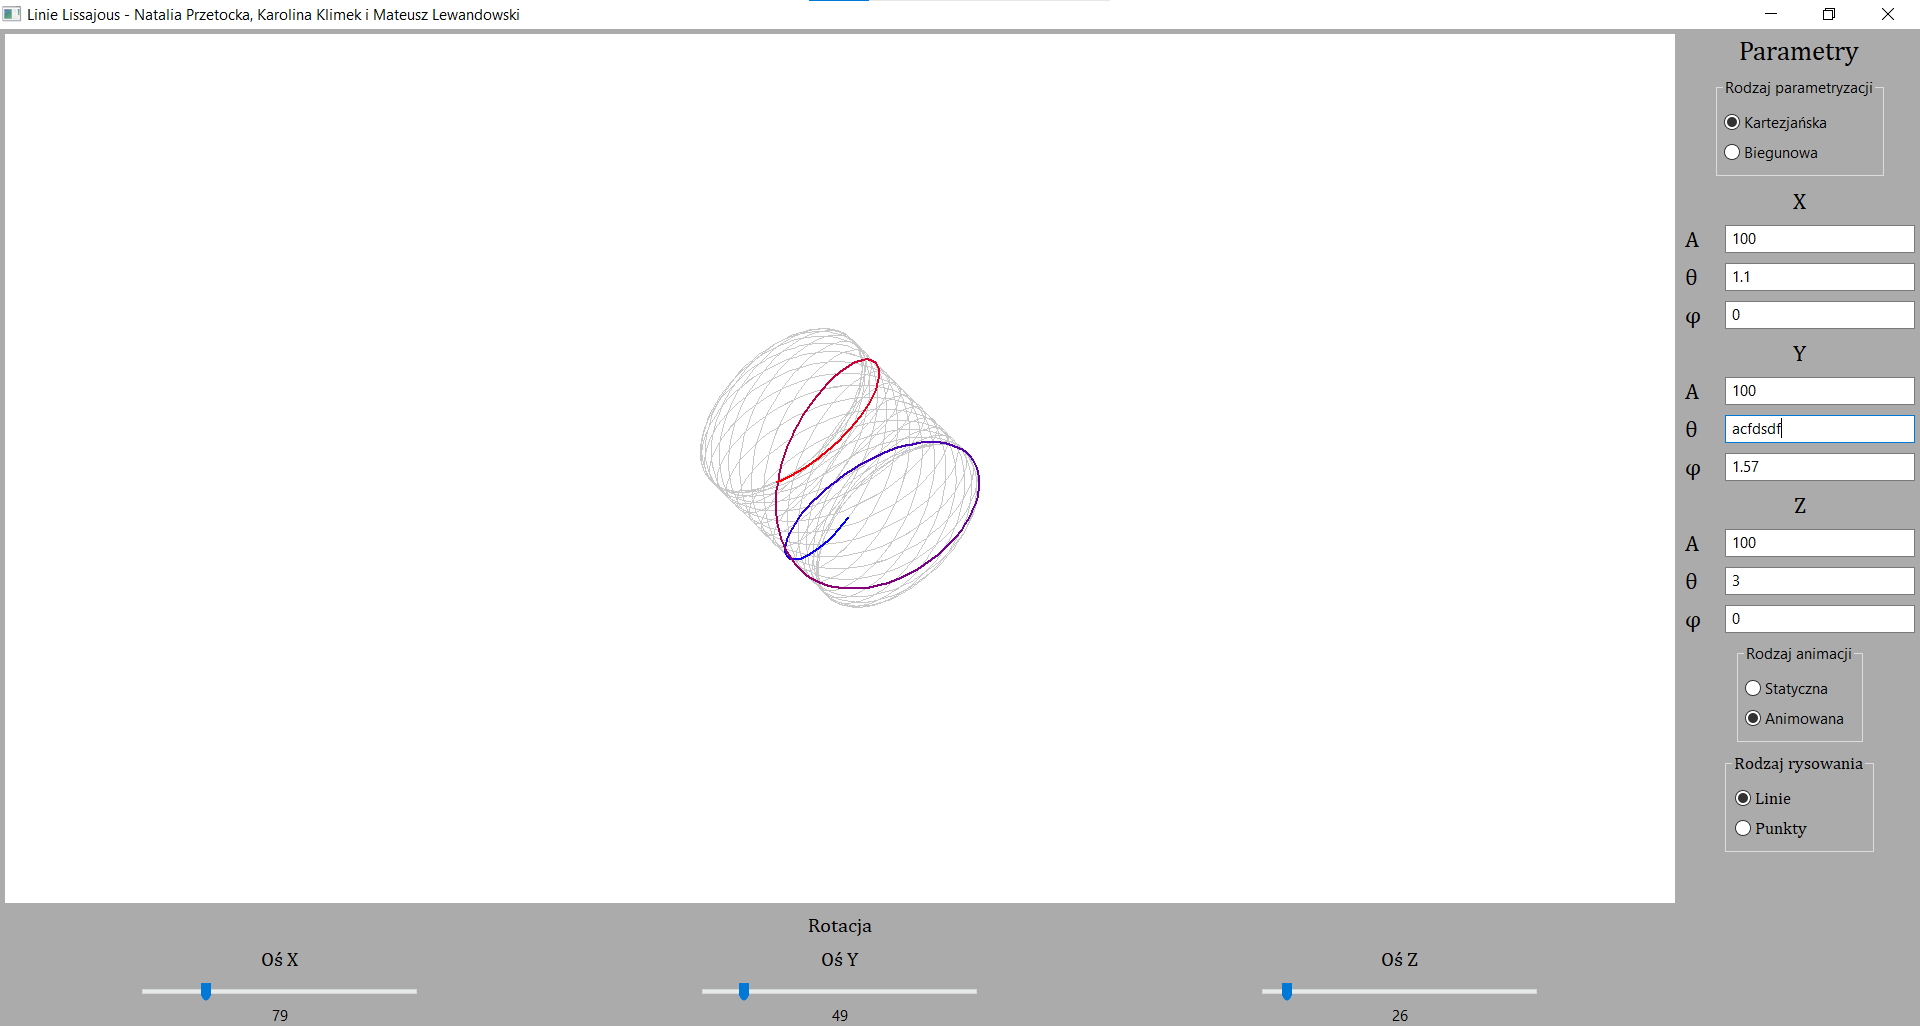 Linie Lissajous - Natalia Przetocka, Karolina Klimek i Mateusz Lewandowski
Parametry
Rodzaj parametryzacji
Kartezjańska
Biegunowa
X
A 100
θ 1.1
φ 0
Y
A 100
θ acfdsdf
φ 1.57
Z
A 100
θ 3
φ 0
Rodzaj animacji
Statyczna
Animowana
Rodzaj rysowania
Linie
Punkty
Rotacja
Oś X Oś Y Oś Z
79 49 26